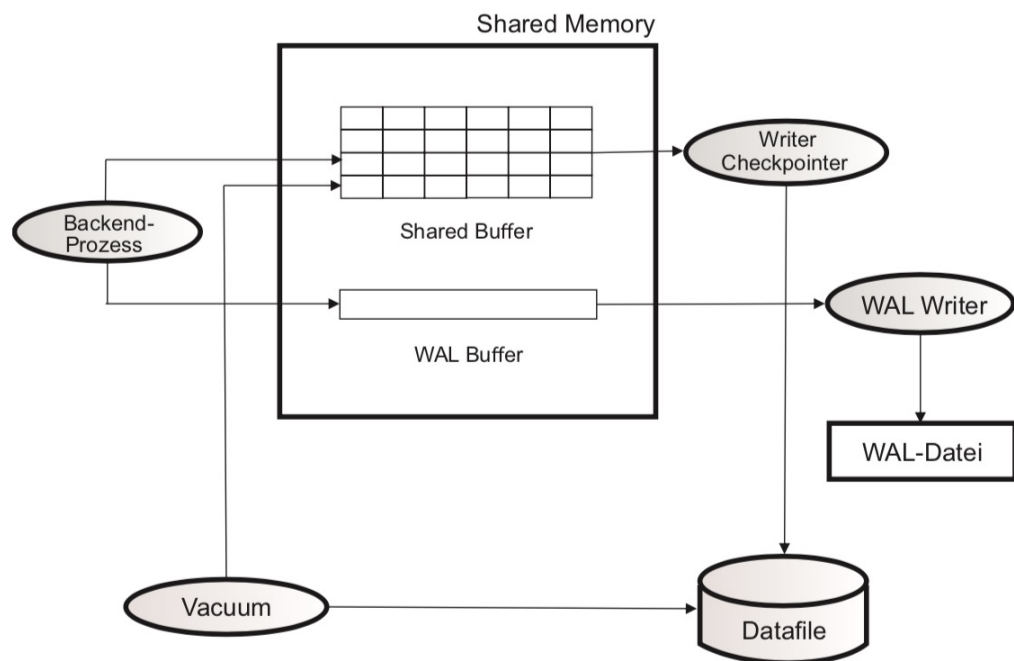 Shared Memory
Writer
Checkpointer
Backend-
Prozess
Shared Buffer
WAL Writer
WAL Buffer
WAL-Datei
Vacuum
Datafile